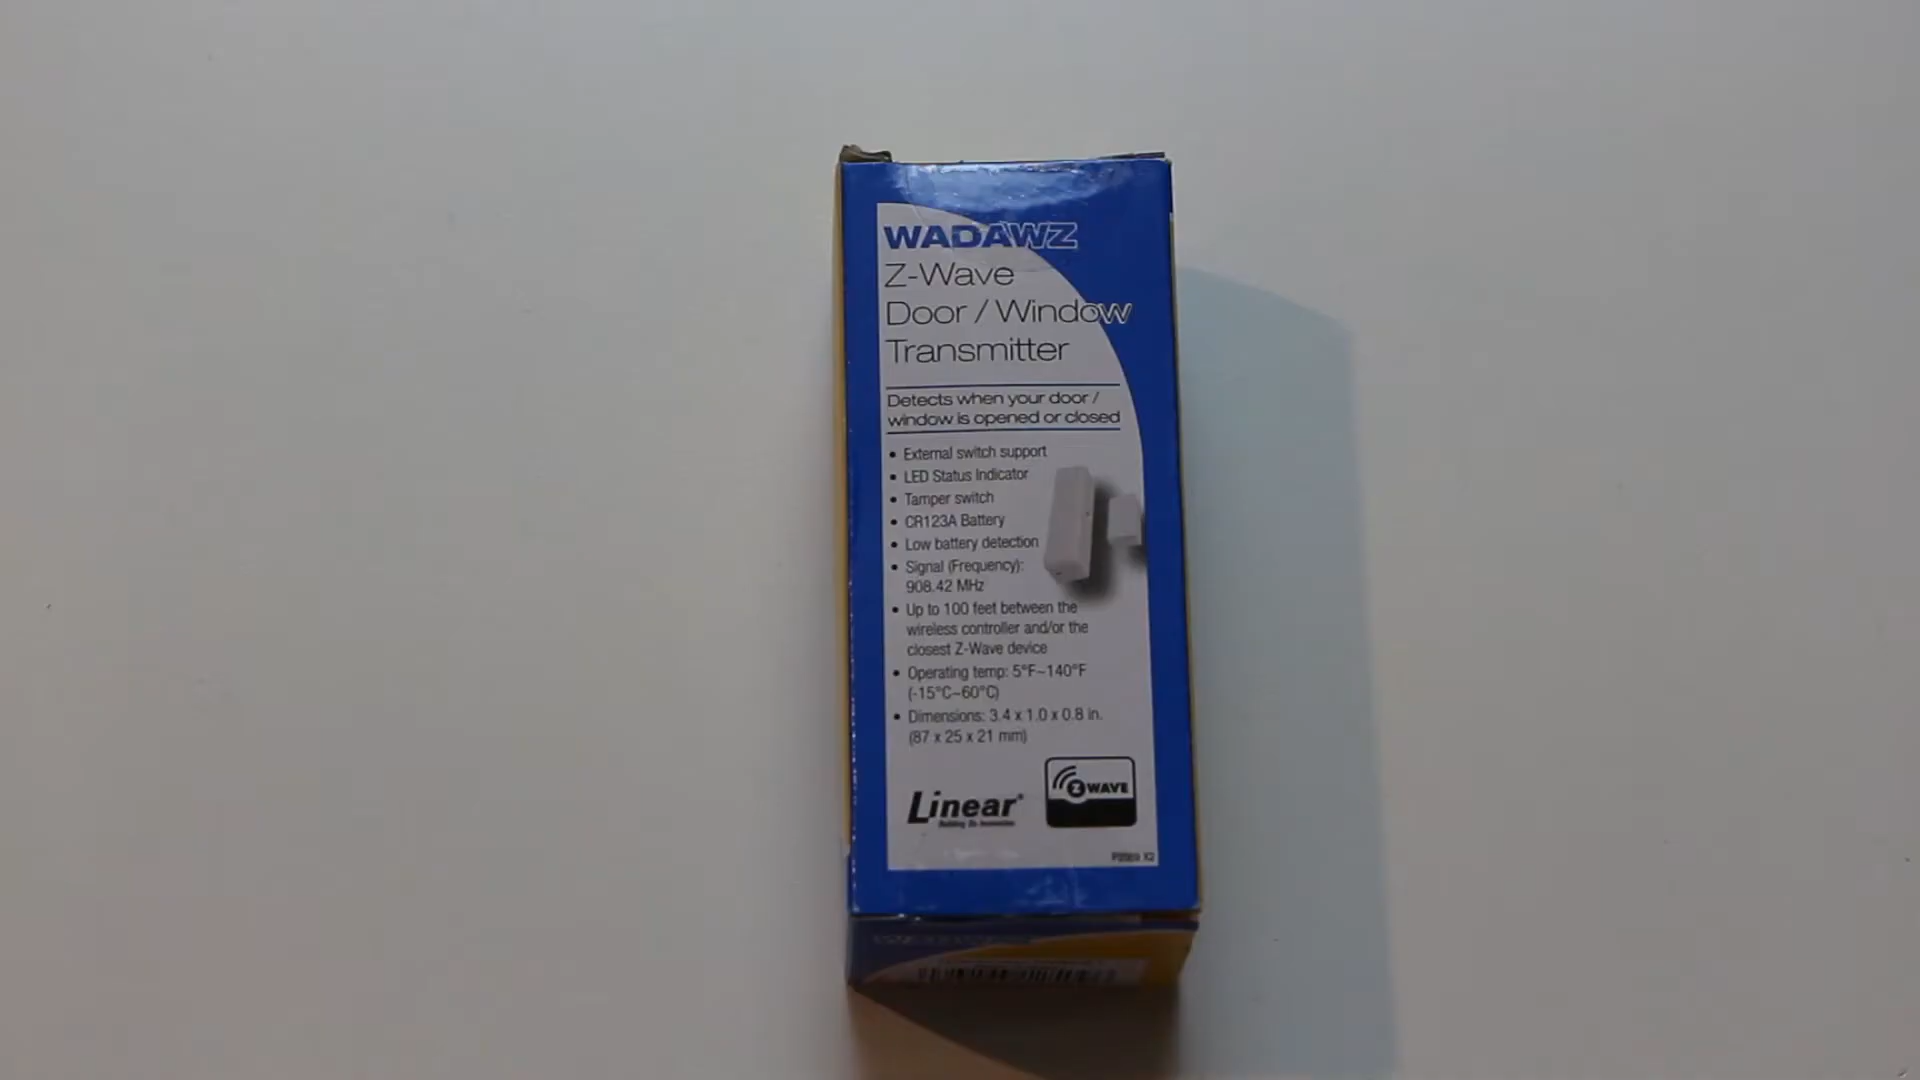 WADAWZ
Z-Wave
Door / Window
Transmitter
Detects when your door /
window is opened or closed
• External switch support
• LED Status Indicator
• Tamper switch
• CR123A Battery
• Low battery detection
• Signal (Frequency):
908.42 MHz
• Up to 100 feet between the
wireless controller and/or the
closest Z-Wave device
• Operating temp: 5°F~140°F
(-15°C~60°C)
• Dimensions: 3.4 x 1.0 x 0.8 in.
(87 x 25 x 21 mm)
Linear®
Z WAVE
X2
WADAWZ